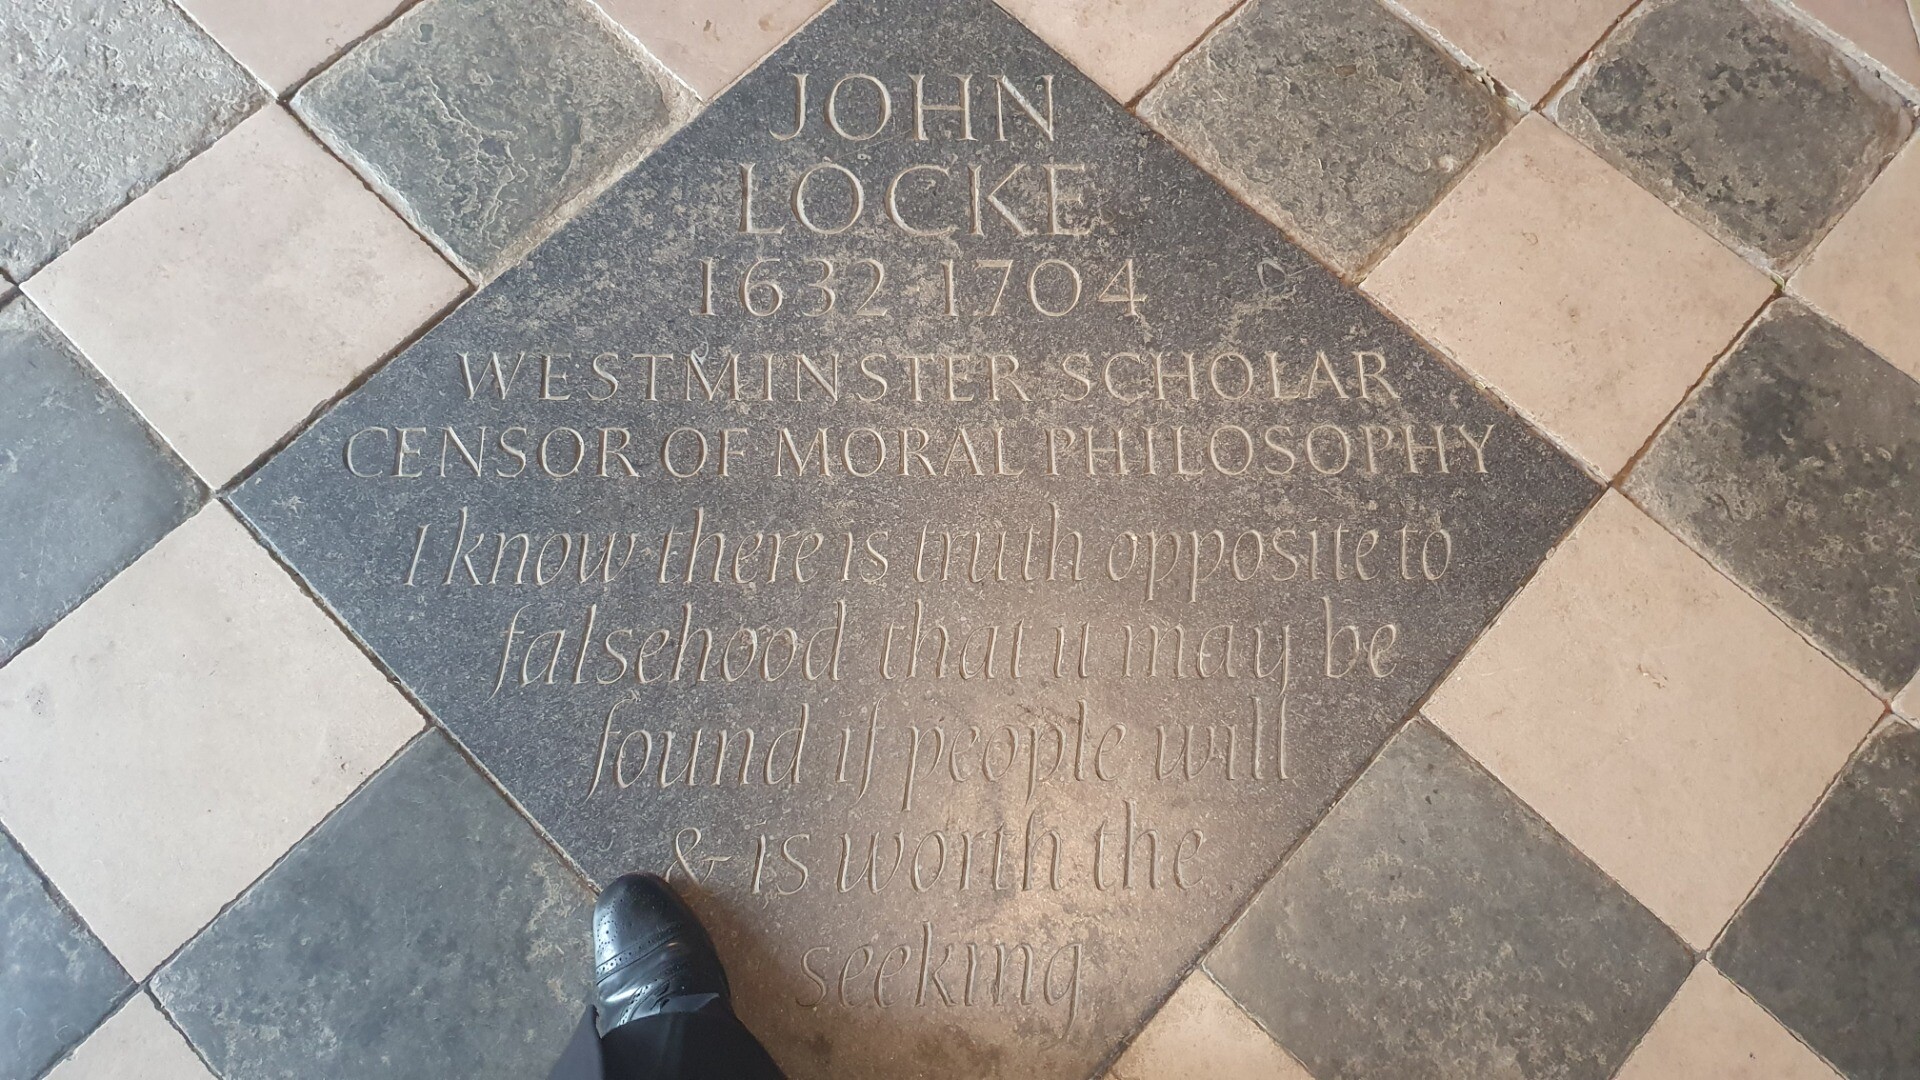 JOHN
LOCKE
1632 1704
WESTMINSTER SCHOLAR
CENSOR OF MORAL PHILOSOPHY
I know there is truth opposite to
falsehood that it may be
found if people will
& is worth the
seeking